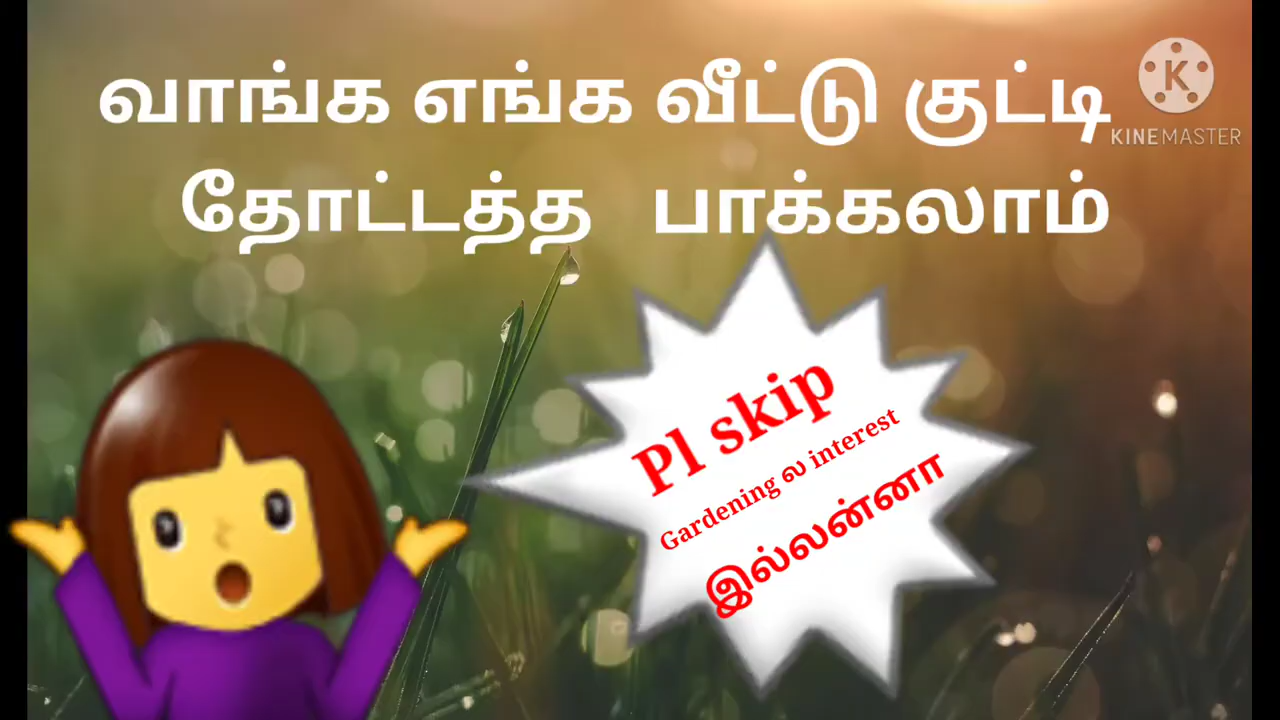 வாங்க எங்க வீட்டு குட்டி
தோட்டத்த பாக்கலாம்
K
KINEMASTER
Pl skip
Gardening ல interest
இல்லன்னா